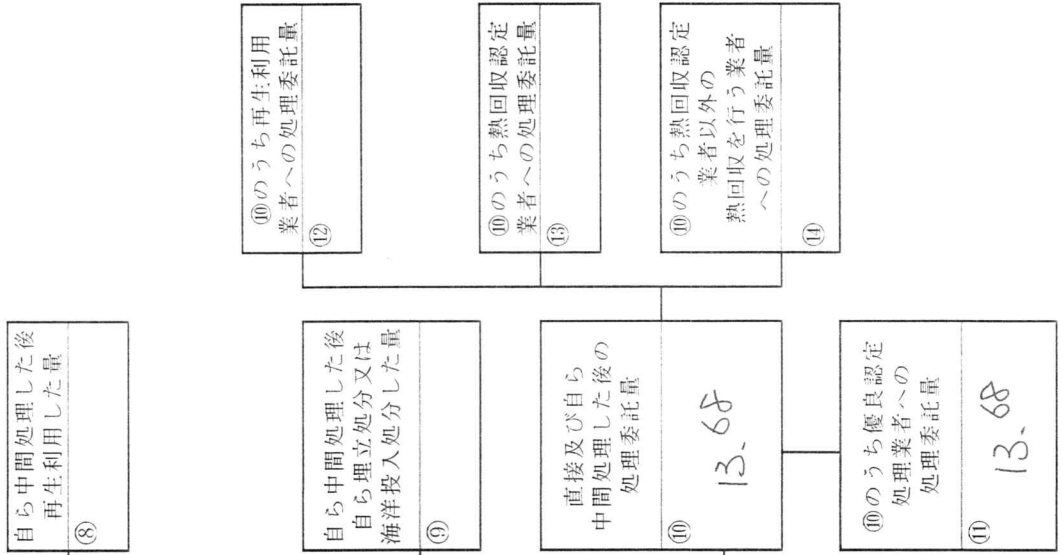 自ら中間処理した後
再生利用した量
⑧
自ら中間処理した後
自ら埋立処分又は
海洋投入処分した量
⑨
直接及び自ら
中間処理した後の
処理委託量
⑩
13.68
⑩のうち優良認定
処理業者への
処理委託量
⑪
13.68
⑩のうち再生利用
業者への処理委託量
⑫
⑩のうち熱回収認定
業者への処理委託量
⑬
⑩のうち熱回収認定
業者以外の
熱回収を行う業者
への処理委託量
⑭